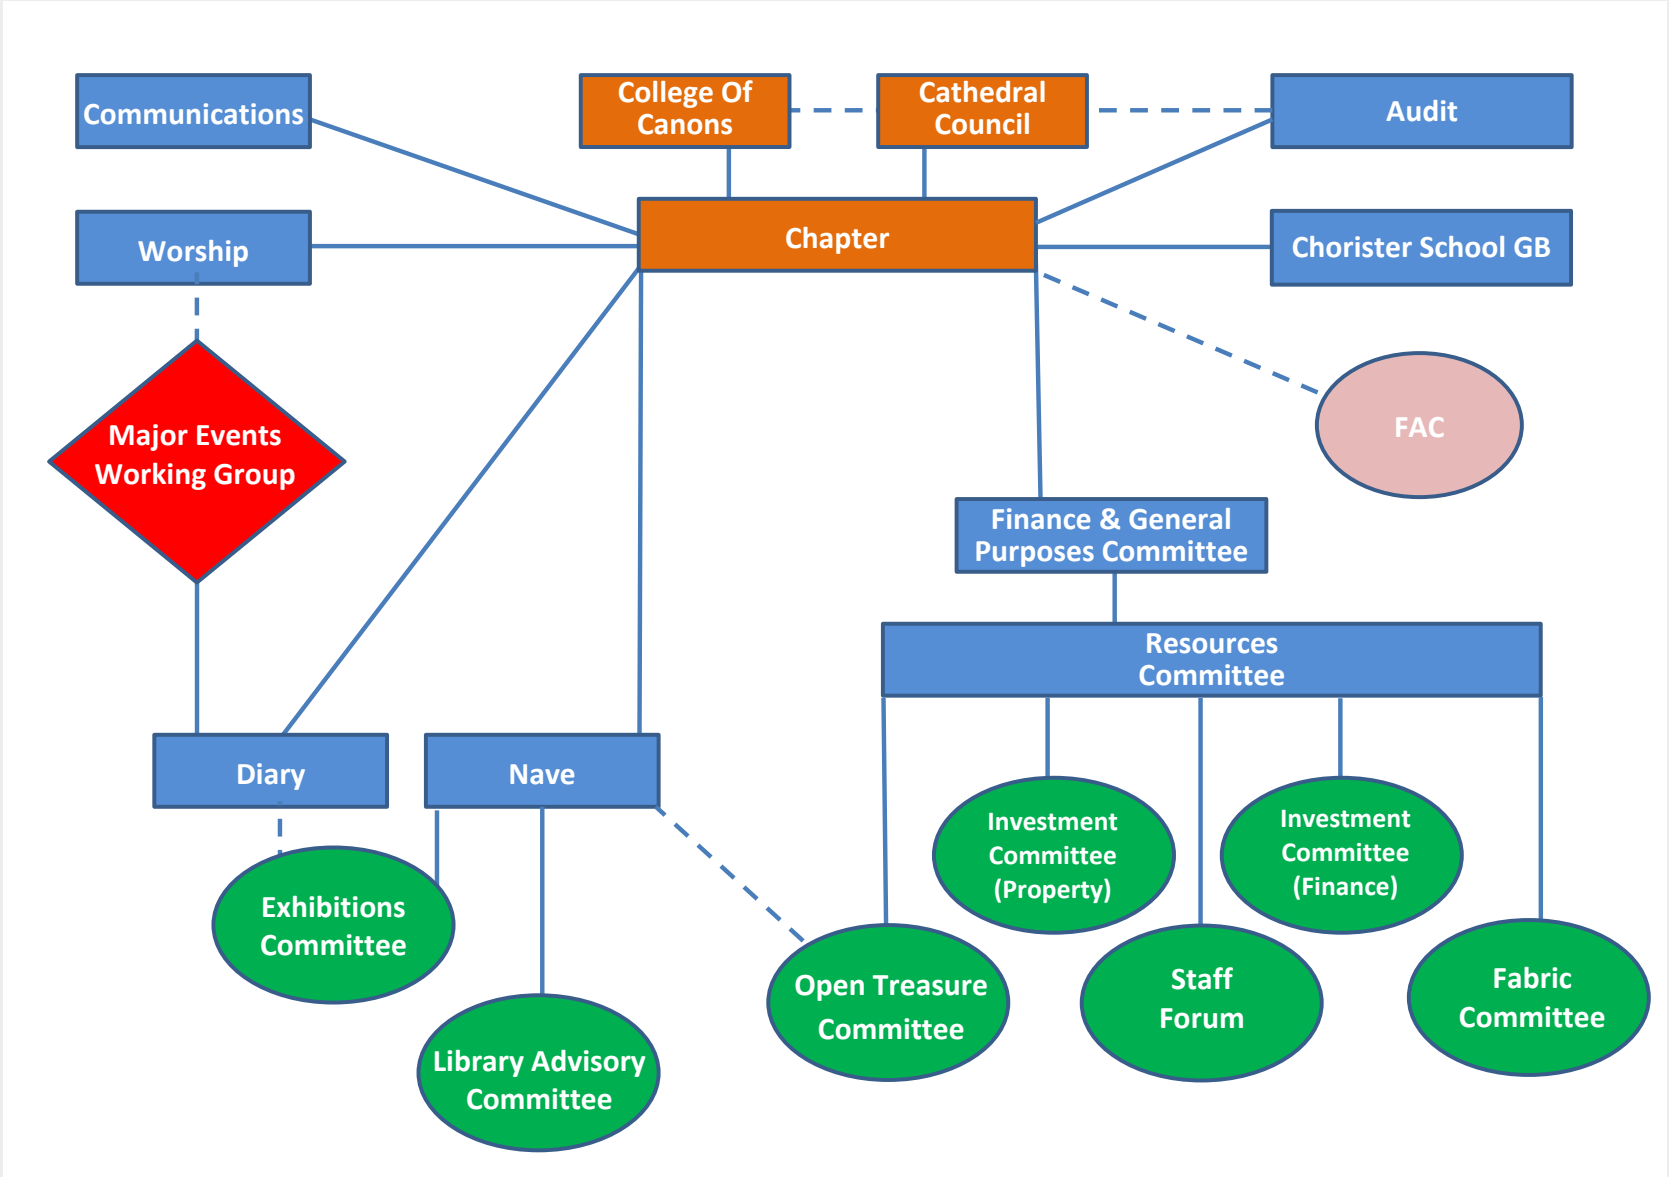 Communications
College Of
Canons
Cathedral
Council
Audit
Worship
Chapter
Chorister School GB
Major Events
Working Group
FAC
Finance & General
Purposes Committee
Resources
Committee
Diary
Nave
Investment
Committee
(Property)
Investment
Committee
(Finance)
Exhibitions
Committee
Open Treasure
Committee
Staff
Forum
Fabric
Committee
Library Advisory
Committee